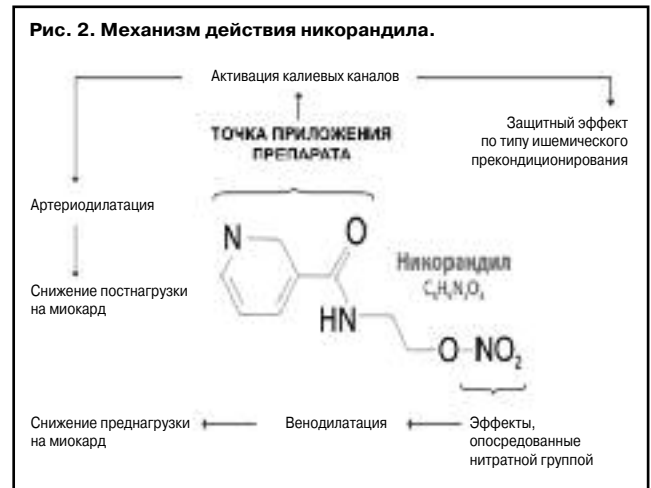 Рис. 2. Механизм действия никорандила.
Активация калиевых каналов
ТОЧКА ПРИЛОЖЕНИЯ
ПРЕПАРАТА
Защитный эффект
по типу ишемического
прекондиционирования
Артериодилатация
N
O
Никорандил
Снижение постнагрузки
на миокард
HN
O-NO₂
Снижение преднагрузки
на миокард
Венодилатация
Эффекты,
опосредованные
нитратной группой